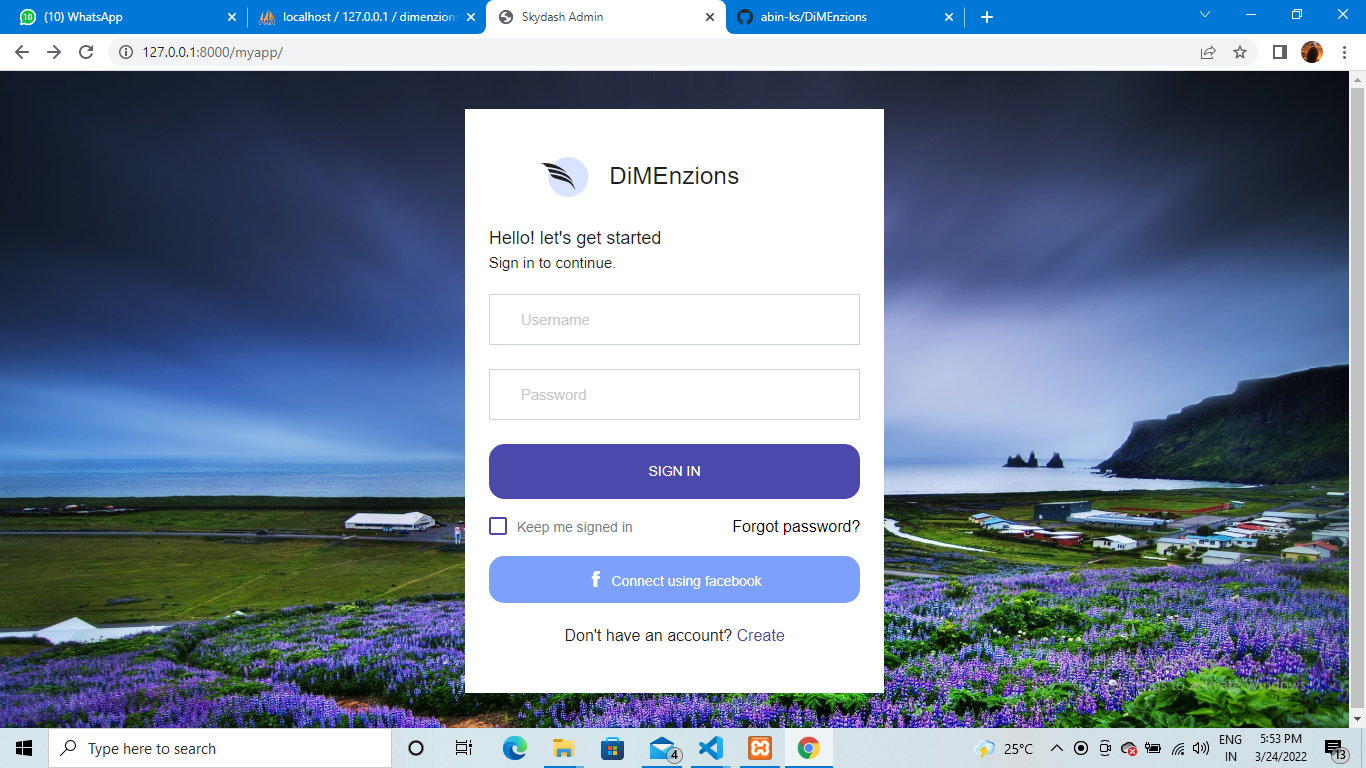 (10) WhatsApp
localhost / 127.0.0.1 / dimenzion
Skydash Admin
abin-ks/DiMEnzions
127.0.0.1:8000/myapp/
DiMEnzions
Hello! let's get started
Sign in to continue.
Username
Password
SIGN IN
Keep me signed in
Forgot password?
f Connect using facebook
Don't have an account? Create
Type here to search
4
25°C
ENG
IN
5:53 PM
3/24/2022
13